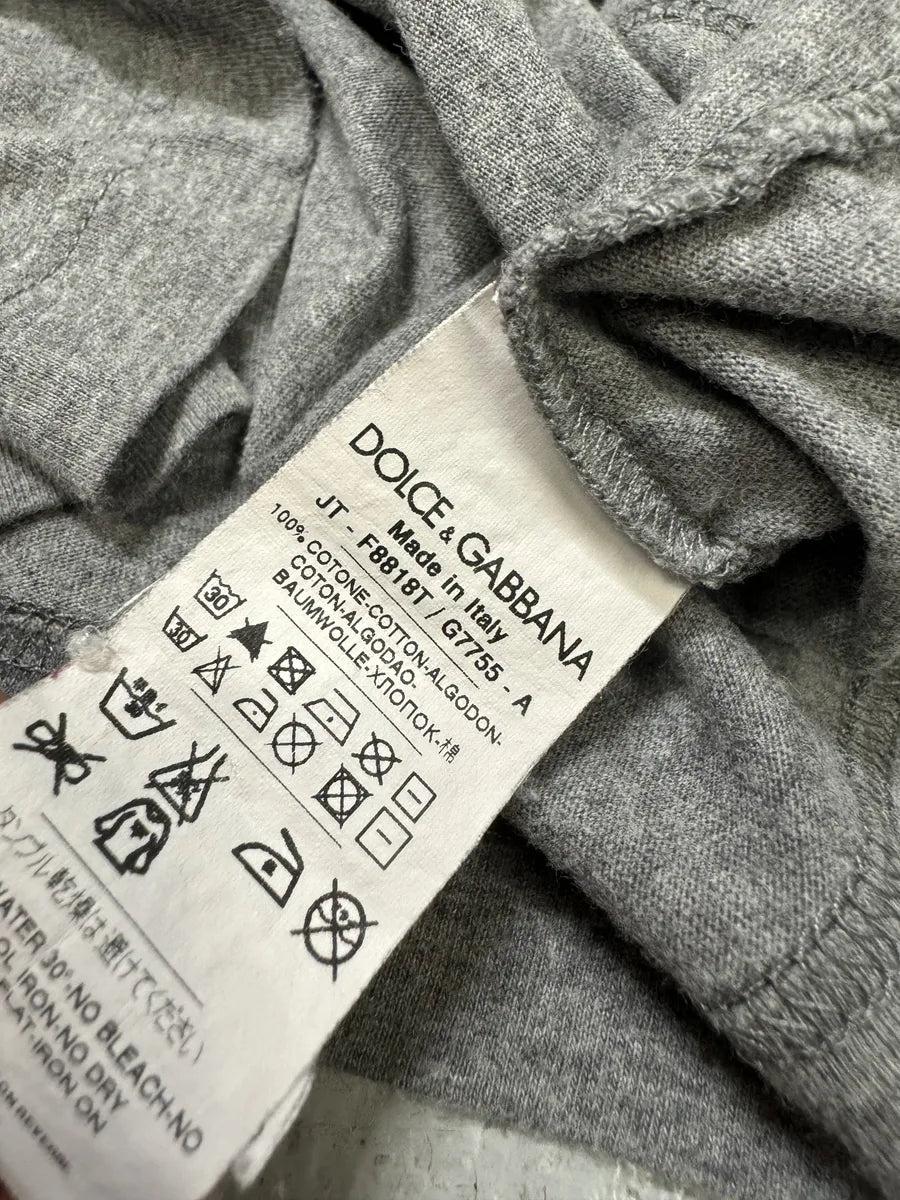 DOLCE & GABBANA
Made in Italy
JT - F8818T / G7755 - A
100% COTONE-COTTON-ALGODON-
COTON-ALGODAO-
BAUMWOLLE-ХЛОПОК-棉
30
30
タンブル乾燥は避けてください
WATER 30°-NO BLEACH-NO
IRON-NO DRY
FLAT-IRON ON